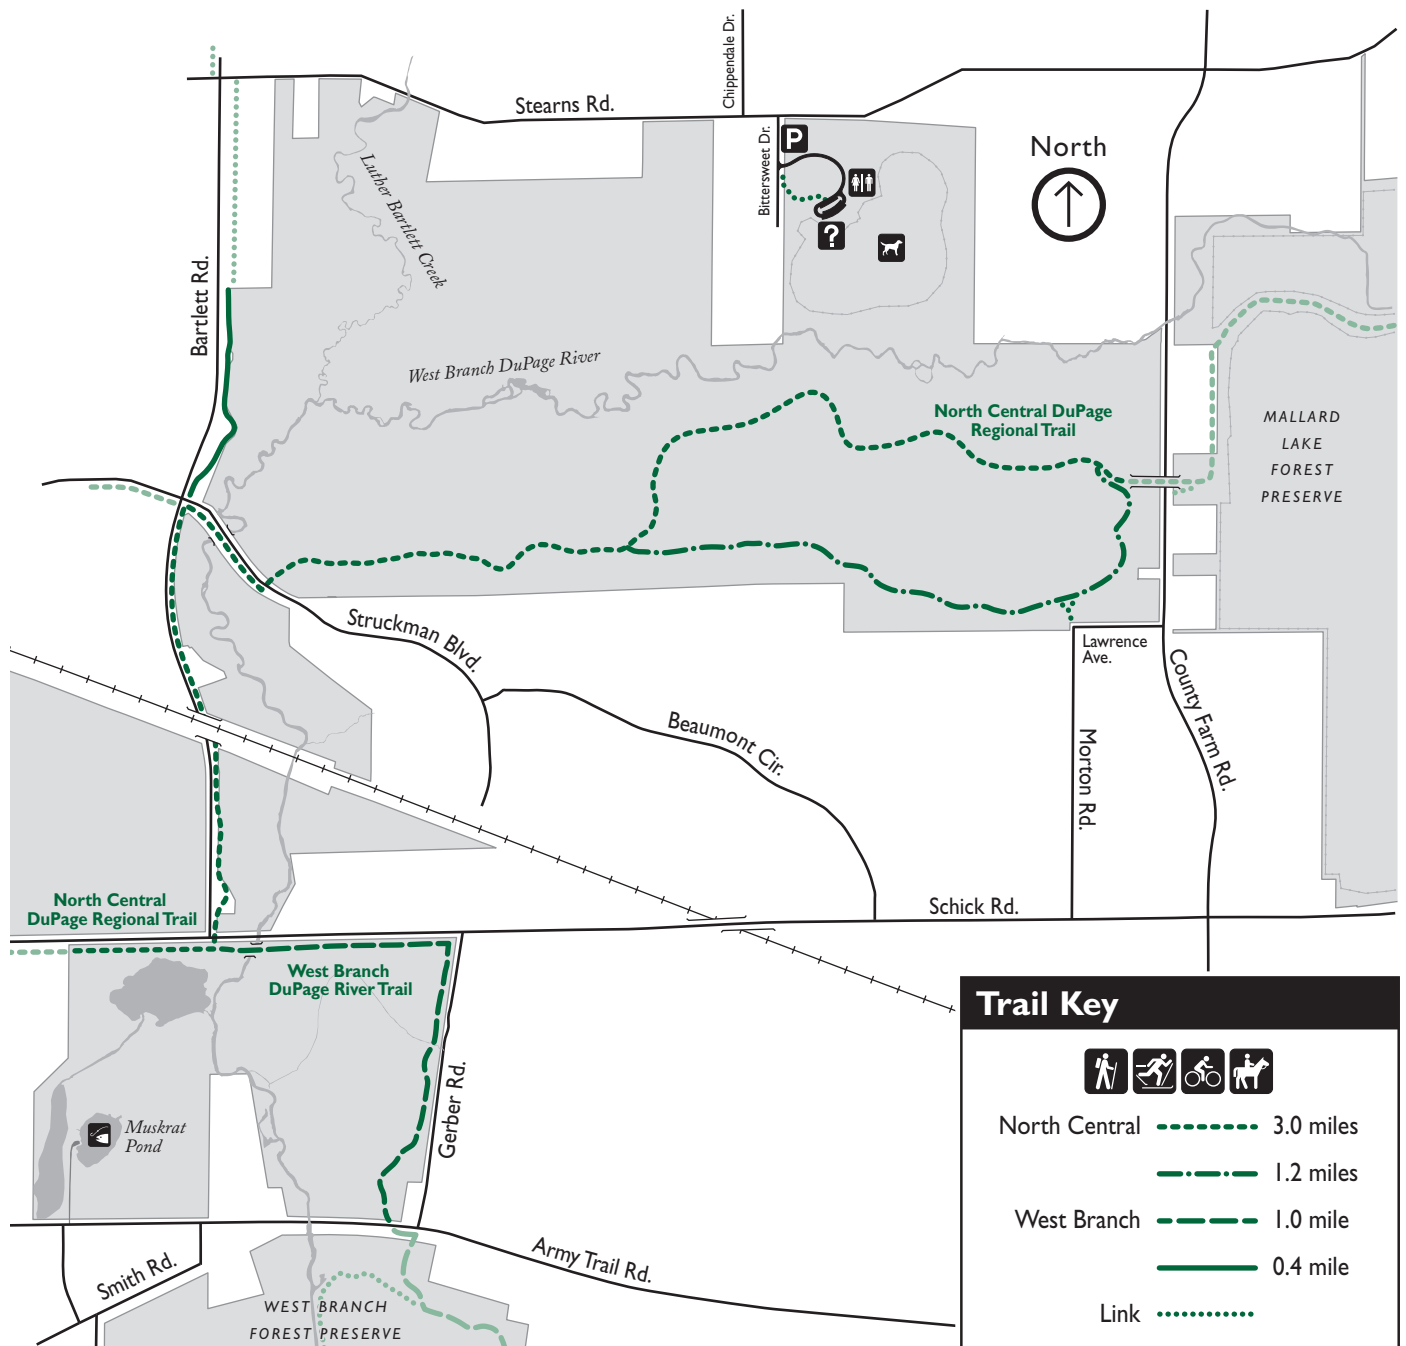 Chippendale Dr.
Stearns Rd.
Bittersweet Dr.
P
North
Luther Bartlett Creek
?
Bartlett Rd.
West Branch DuPage River
North Central DuPage
Regional Trail
MALLARD
LAKE
FOREST
PRESERVE
Struckman Blvd.
Lawrence
Ave.
County Farm Rd.
Beaumont Cir.
Morton Rd.
North Central
DuPage Regional Trail
Schick Rd.
West Branch
DuPage River Trail
Gerber Rd.
Muskrat
Pond
Army Trail Rd.
Smith Rd.
WEST BRANCH
FOREST PRESERVE
Trail Key
North Central 3.0 miles
1.2 miles
West Branch 1.0 mile
0.4 mile
Link